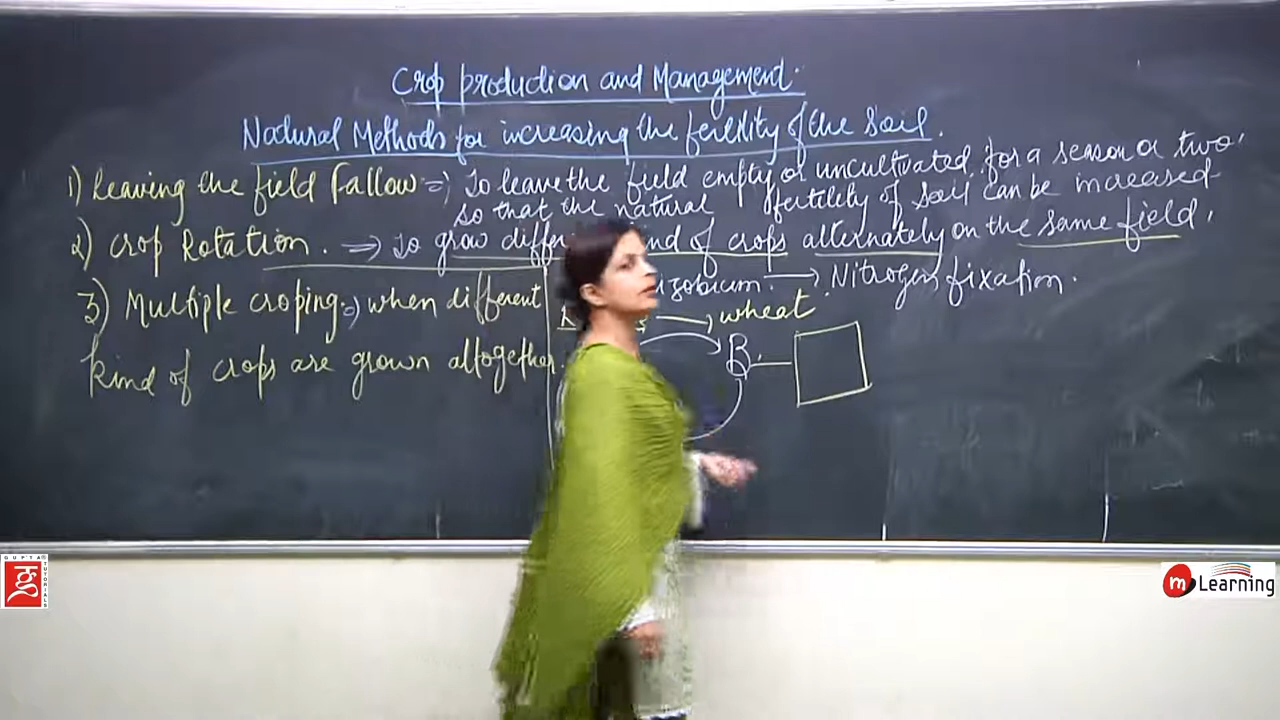 Crop production and Management.
Natural Methods for increasing the fertility of the Soil.
1) Leaving the field fallow => To leave the field empty or uncultivated for a season or two.
so that the natural fertility of soil can be increased
2) Crop Rotation. => To grow kind of crops alternately on the same field.
Nitrogen fixation.
3) Multiple croping => when different
wheat
kind of crops are grown altogether.
B
GUPTA TUTORIALS
m Learning